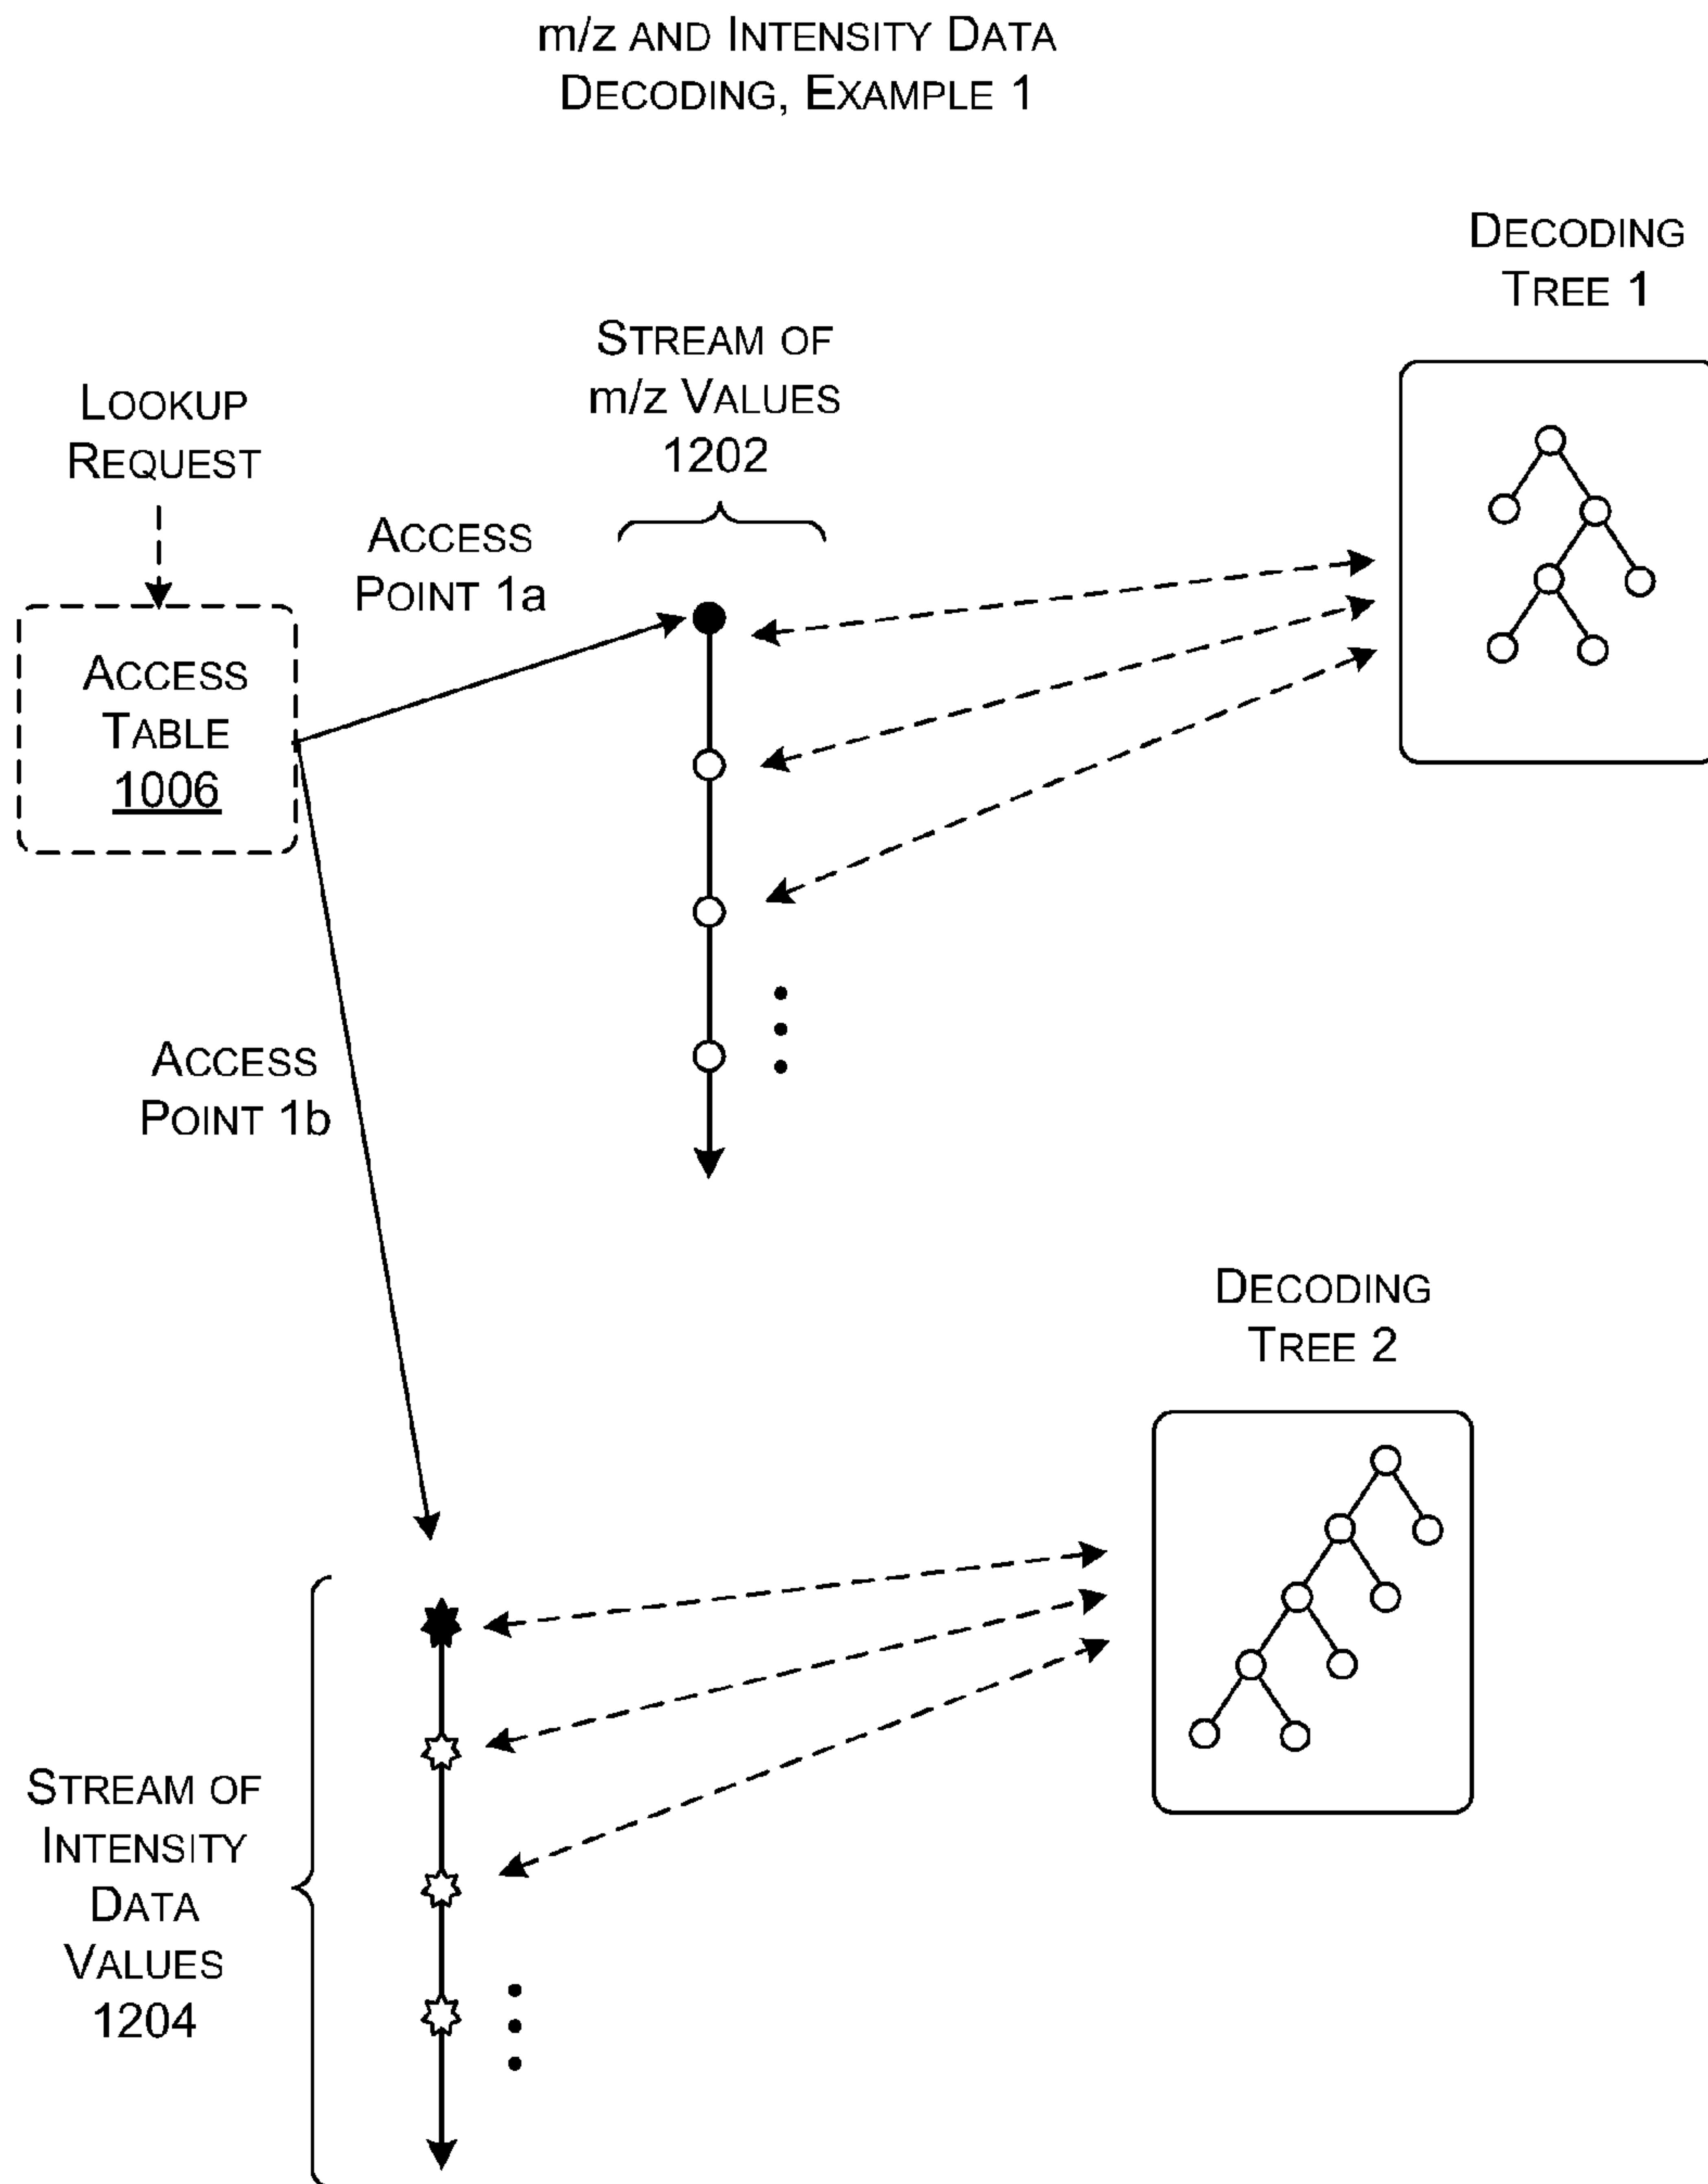 m/z AND INTENSITY DATA
DECODING, EXAMPLE 1
DECODING
TREE 1
STREAM OF
m/z VALUES
1202
LOOKUP
REQUEST
ACCESS
POINT 1a
ACCESS
TABLE
1006
ACCESS
POINT 1b
DECODING
TREE 2
STREAM OF
INTENSITY
DATA
VALUES
1204